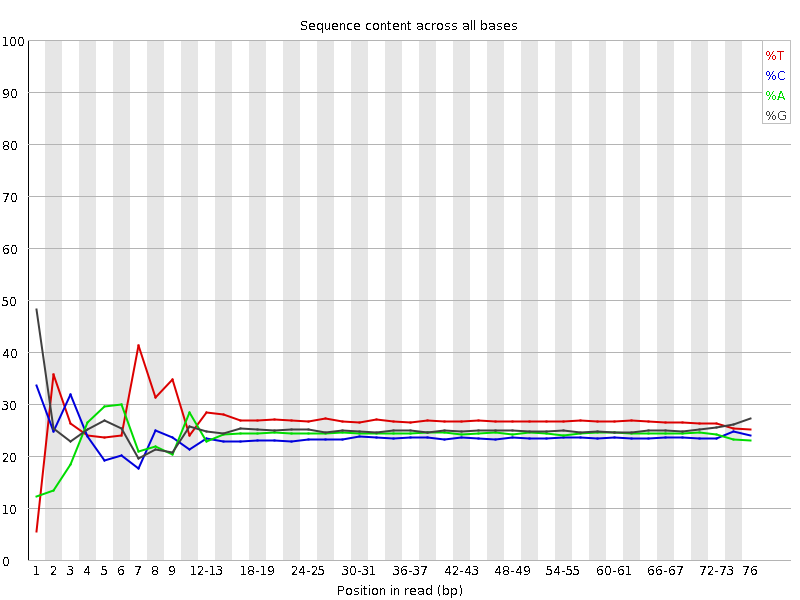 Sequence content across all bases
100
90
80
70
60
50
40
30
20
10
0
%T
%C
%A
%G
1 2 3 4 5 6 7 8 9 12-13 18-19 24-25 30-31 36-37 42-43 48-49 54-55 60-61 66-67 72-73 76
Position in read (bp)